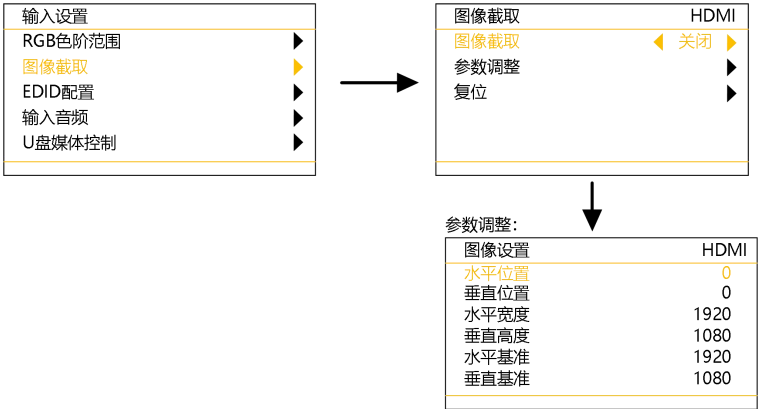 输入设置
RGB色阶范围
图像截取
EDID配置
输入音频
U盘媒体控制
图像截取 HDMI
图像截取 关闭
参数调整
复位
参数调整：
图像设置 HDMI
水平位置 0
垂直位置 0
水平宽度 1920
垂直高度 1080
水平基准 1920
垂直基准 1080